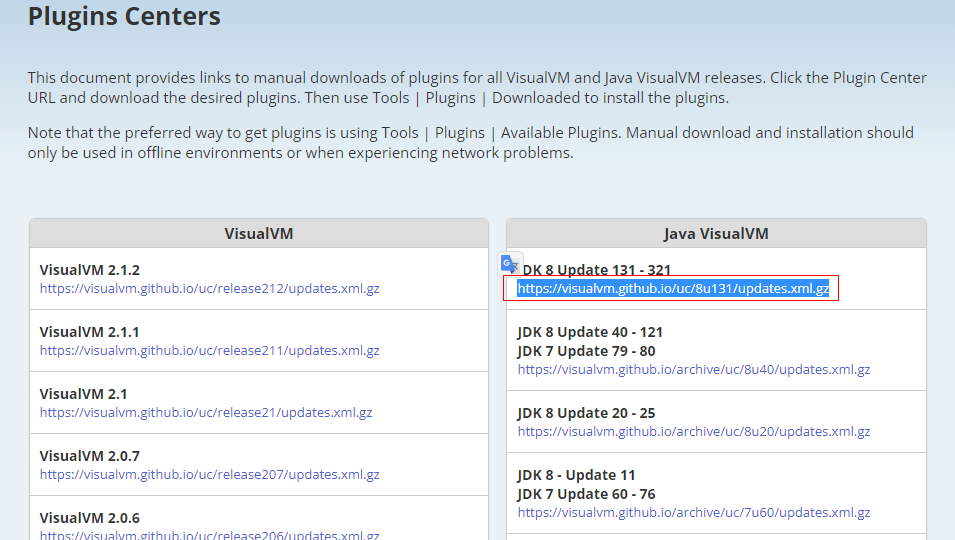 Plugins Centers
This document provides links to manual downloads of plugins for all VisualVM and Java VisualVM releases. Click the Plugin Center
URL and download the desired plugins. Then use Tools | Plugins | Downloaded to install the plugins.
Note that the preferred way to get plugins is using Tools | Plugins | Available Plugins. Manual download and installation should
only be used in offline environments or when experiencing network problems.
VisualVM
VisualVM 2.1.2
https://visualvm.github.io/uc/release212/updates.xml.gz
VisualVM 2.1.1
https://visualvm.github.io/uc/release211/updates.xml.gz
VisualVM 2.1
https://visualvm.github.io/uc/release21/updates.xml.gz
VisualVM 2.0.7
https://visualvm.github.io/uc/release207/updates.xml.gz
VisualVM 2.0.6
https://visualvm.github.io/uc/release206/updates.xml.gz
Java VisualVM
G
DK 8 Update 131 - 321
https://visualvm.github.io/uc/8u131/updates.xml.gz
JDK 8 Update 40 - 121
JDK 7 Update 79 - 80
https://visualvm.github.io/archive/uc/8u40/updates.xml.gz
JDK 8 Update 20 - 25
https://visualvm.github.io/archive/uc/8u20/updates.xml.gz
JDK 8 - Update 11
JDK 7 Update 60 - 76
https://visualvm.github.io/archive/uc/7u60/updates.xml.gz